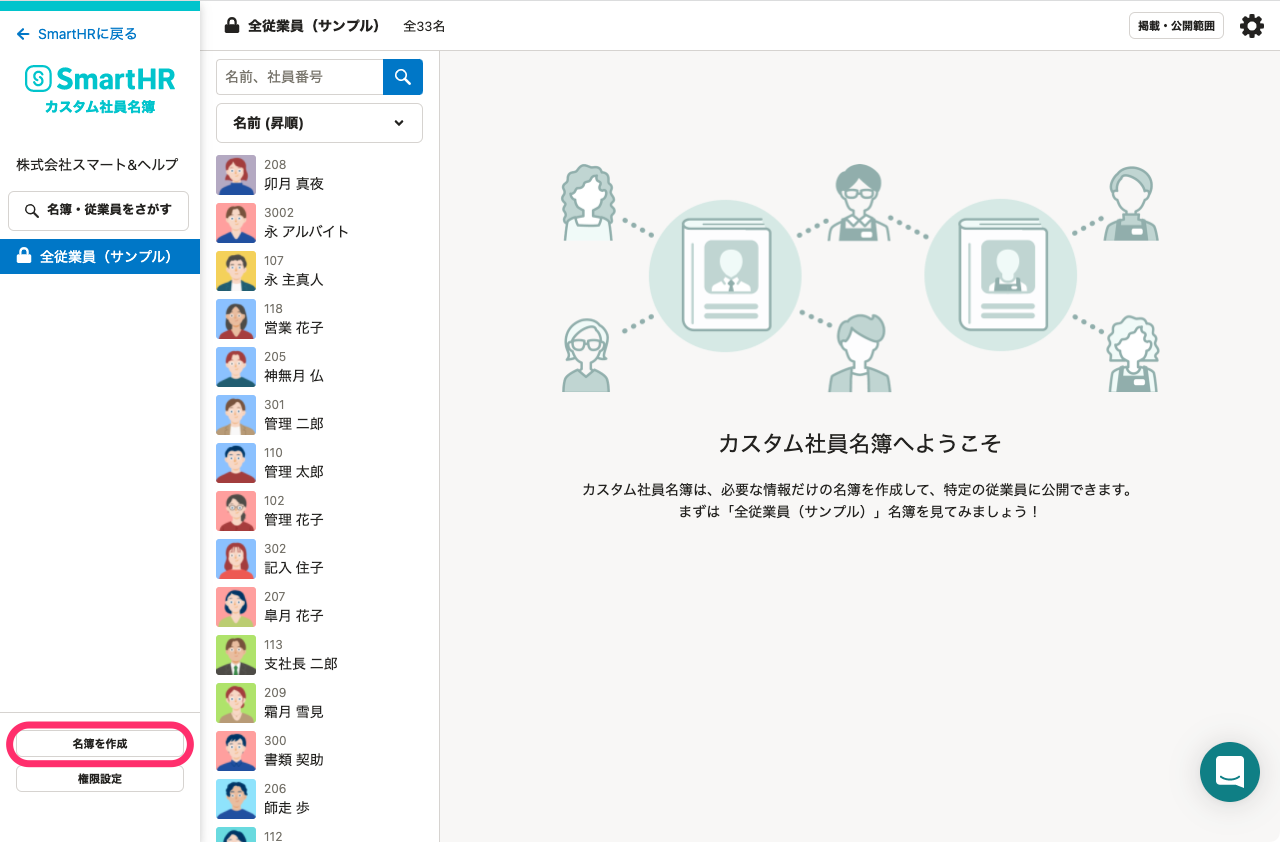 SmartHRに戻る
SmartHR
カスタム社員名簿
株式会社スマート&ヘルプ
名簿・従業員をさがす
全従業員（サンプル）
名簿を作成
権限設定
全従業員（サンプル） 全33名
掲載・公開範囲
名前、社員番号
名前 (昇順)
208
卯月 真夜
3002
永 アルバイト
107
永 主真人
118
営業 花子
205
神無月 仏
301
管理 二郎
110
管理 太郎
102
管理 花子
302
記入 住子
207
皐月 花子
113
支社長 二郎
209
霜月 雪見
300
書類 契助
206
師走 歩
112
カスタム社員名簿へようこそ
カスタム社員名簿は、必要な情報だけの名簿を作成して、特定の従業員に公開できます。
まずは「全従業員（サンプル）」名簿を見てみましょう！